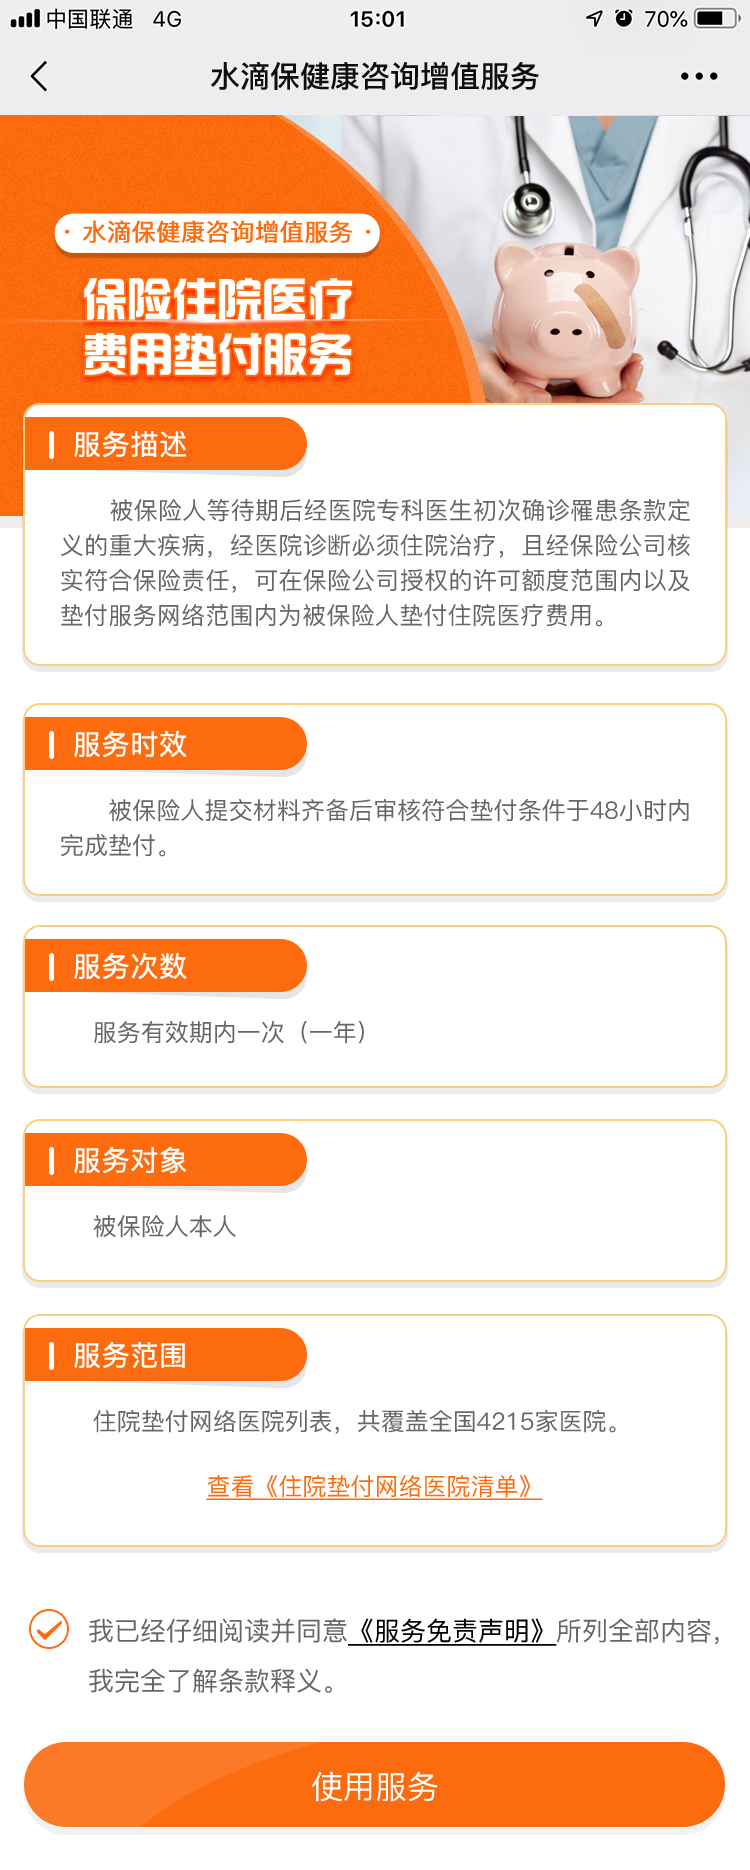 中国联通 4G 15:01 70%
水滴保健康咨询增值服务
· 水滴保健康咨询增值服务 ·
保险住院医疗
费用垫付服务
服务描述
被保险人等待期后经医院专科医生初次确诊罹患条款定
义的重大疾病，经医院诊断必须住院治疗，且经保险公司核
实符合保险责任，可在保险公司授权的许可额度范围内以及
垫付服务网络范围内为被保险人垫付住院医疗费用。
服务时效
被保险人提交材料齐备后审核符合垫付条件于48小时内
完成垫付。
服务次数
服务有效期内一次（一年）
服务对象
被保险人本人
服务范围
住院垫付网络医院列表，共覆盖全国4215家医院。
查看《住院垫付网络医院清单》
我已经仔细阅读并同意《服务免责声明》所列全部内容，
我完全了解条款释义。
使用服务